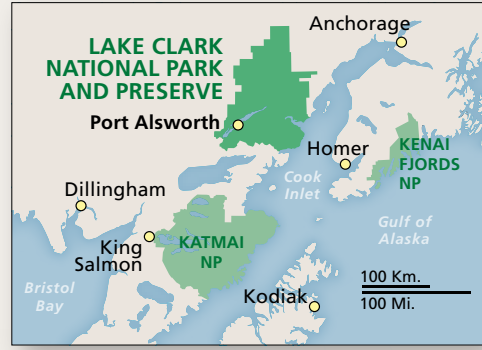 Anchorage
LAKE CLARK
NATIONAL PARK
AND PRESERVE
Port Alsworth
Homer
KENAI
FJORDS
NP
Cook
Inlet
Dillingham
Gulf of
Alaska
King
Salmon
KATMAI
NP
Bristol
Bay
Kodiak
100 Km.
100 Mi.